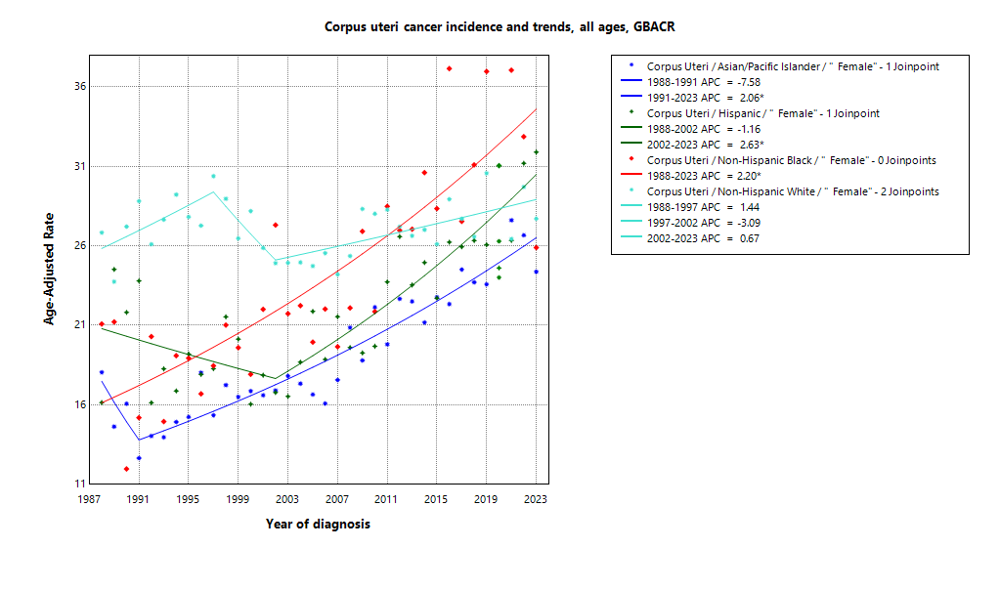 Corpus uteri cancer incidence and trends, all ages, GBACR
Corpus Uteri / Asian/Pacific Islander / " Female" - 1 Joinpoint
1988-1991 APC = -7.58
1991-2023 APC = 2.06*
Corpus Uteri / Hispanic / " Female" - 1 Joinpoint
1988-2002 APC = -1.16
2002-2023 APC = 2.63*
Corpus Uteri / Non-Hispanic Black / " Female" - 0 Joinpoints
1988-2023 APC = 2.20*
Corpus Uteri / Non-Hispanic White / " Female" - 2 Joinpoints
1988-1997 APC = 1.44
1997-2002 APC = -3.09
2002-2023 APC = 0.67
Age-Adjusted Rate
36
31
26
21
16
11
1987 1991 1995 1999 2003 2007 2011 2015 2019 2023
Year of diagnosis